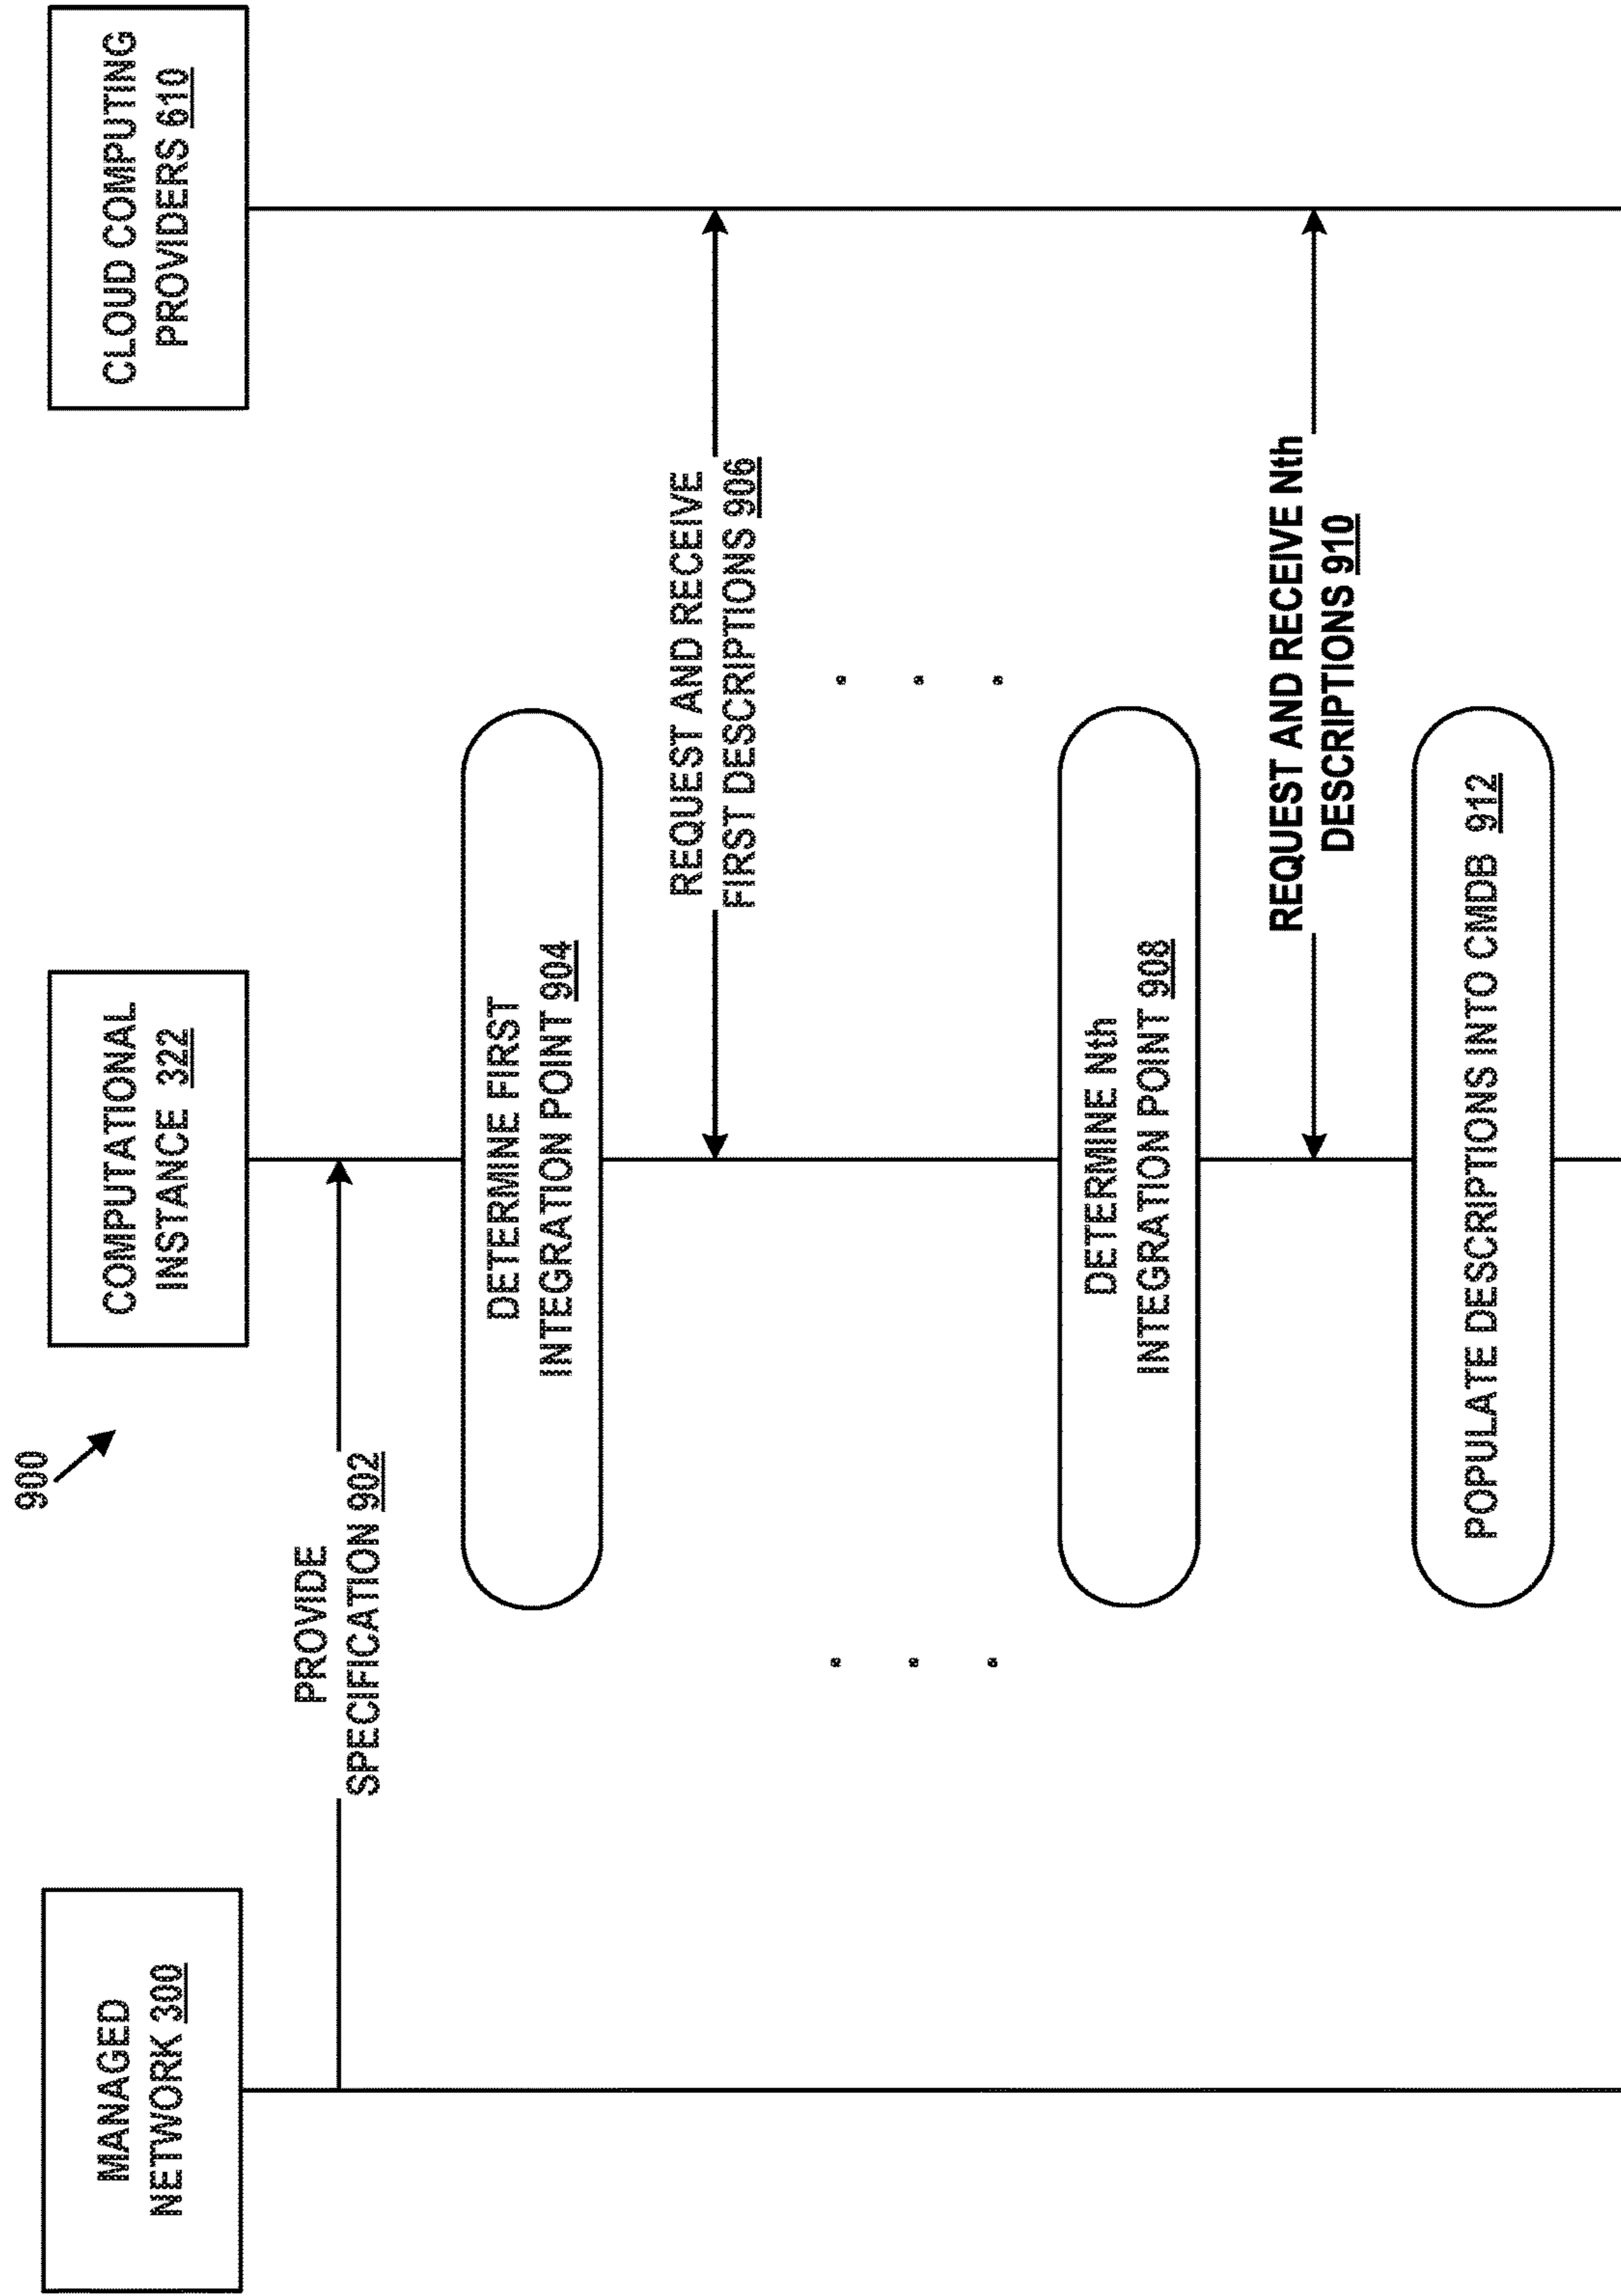 900
MANAGED
NETWORK 300
COMPUTATIONAL
INSTANCE 322
CLOUD COMPUTING
PROVIDERS 610
PROVIDE
SPECIFICATION 902
DETERMINE FIRST
INTEGRATION POINT 904
REQUEST AND RECEIVE
FIRST DESCRIPTIONS 906
DETERMINE Nth
INTEGRATION POINT 908
REQUEST AND RECEIVE Nth
DESCRIPTIONS 910
POPULATE DESCRIPTIONS INTO CMDB 912